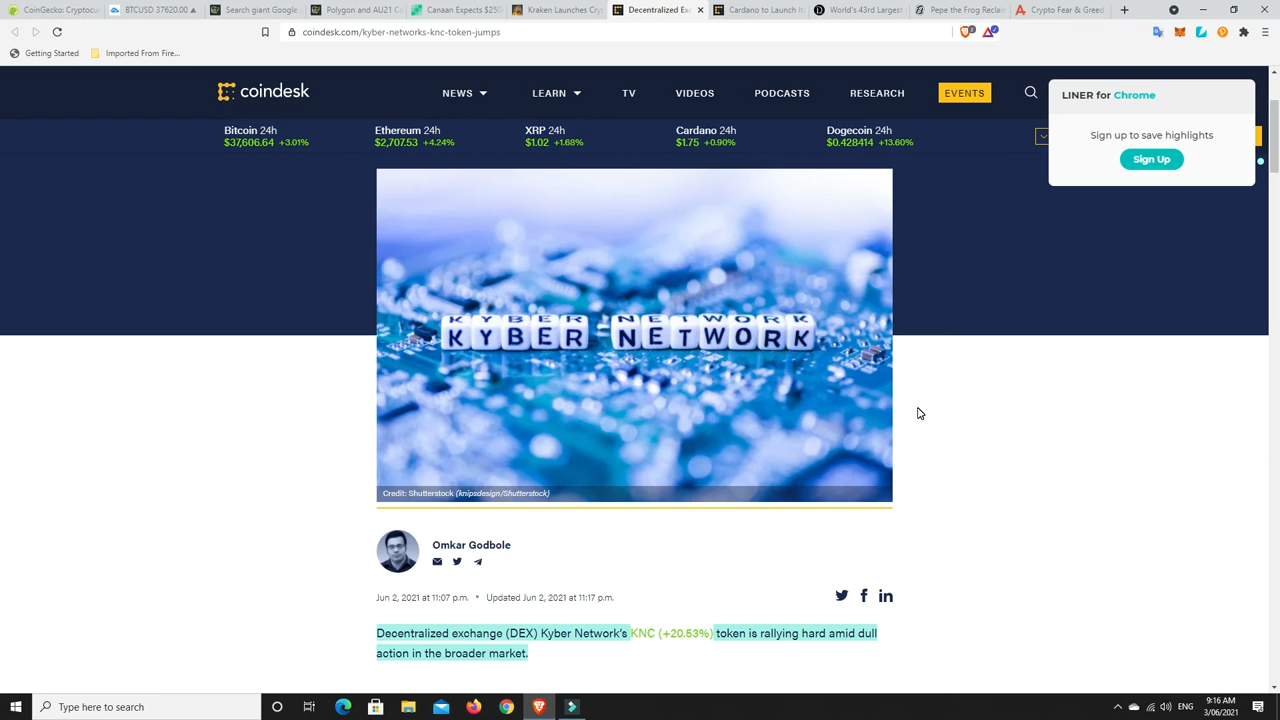 CoinGecko: Cryptocu
BTCUSD 37620.00 ▲
Search giant Google
Polygon and AU21 C
Canaan Expects $250
Kraken Launches Cry
Decentralized Ex
Cardano to Launch It
World's 43rd Largest
Pepe the Frog Reclai
Crypto Fear & Greed
coindesk.com/kyber-networks-knc-token-jumps
Getting Started
Imported From Fire...
coindesk
NEWS
LEARN
TV
VIDEOS
PODCASTS
RESEARCH
EVENTS
LINER for Chrome
Sign up to save highlights
Sign Up
Bitcoin 24h
$37,606.64 +3.01%
Ethereum 24h
$2,707.53 +4.24%
XRP 24h
$1.02 +1.68%
Cardano 24h
$1.75 +0.90%
Dogecoin 24h
$0.428414 +13.60%
KYBER NETWORK
KYBER NETWORK
Credit: Shutterstock (knipsdesign/Shutterstock)
Omkar Godbole
Jun 2, 2021 at 11:07 p.m. • Updated Jun 2, 2021 at 11:17 p.m.
Decentralized exchange (DEX) Kyber Network's KNC (+20.53%) token is rallying hard amid dull
action in the broader market.
Type here to search
ENG
9:16 AM
3/06/2021